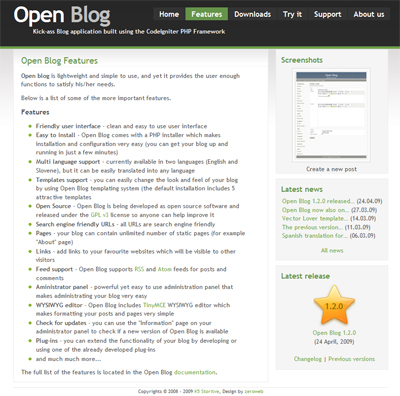 Open Blog
Kick-ass Blog application built using the CodeIgniter PHP Framework
Home Features Downloads Try it Support About us
Open Blog Features
Open blog is lightweight and simple to use, and yet it provides the user enough
functions to satisfy his/her needs.
Below is a list of some of the more important features.
Features
Friendly user interface - clean and easy to use user interface
Easy to install - Open Blog comes with a PHP installer which makes
installation and configuration very easy (you can get your blog up and
running in just a few minutes)
Multi language support - currently available in two languages (English and
Slovene), but it can be easily translated into any language
Templates support - you can easily change the look and feel of your blog
by using Open Blog templating system (the default installation includes 5
attractive templates
Open Source - Open Blog is being developed as open source software and
released under the GPL v3 license so anyone can help improve it
Search engine friendly URLs - all URLs are search engine friendly
Pages - your blog can contain unlimited number of static pages (for example
"About" page)
Links - add links to your favourite websites which will be visible to other
visitors
Feed support - Open Blog supports RSS and Atom feeds for posts and
comments
Aministrator panel - powerful yet easy to use administration panel that
makes administrating your blog very easy
WYSIWYG editor - Open Blog includes TinyMCE WYSIWYG editor which
makes formatting your posts and pages very simple
Check for updates - you can use the "Information" page on your
administrator panel to check if a new version of Open Blog is available
Plug-ins - you can extend the functionality of your blog by developing or
using one of the already developed plug-ins
and much much more...
The full list of the features is located in the Open Blog documentation.
Screenshots
Create a new post
Latest news
Open Blog 1.2.0 released... (24.04.09)
Open Blog now also on... (27.03.09)
Vector Lover template... (14.03.09)
The previous version... (11.03.09)
Spanish translation for... (06.03.09)
All news
Latest release
1.2.0
Open Blog 1.2.0
(24 April, 2009)
Changelog | Previous versions
Copyrights © 2008 - 2009 K5 Storitve, Design by zeroweb